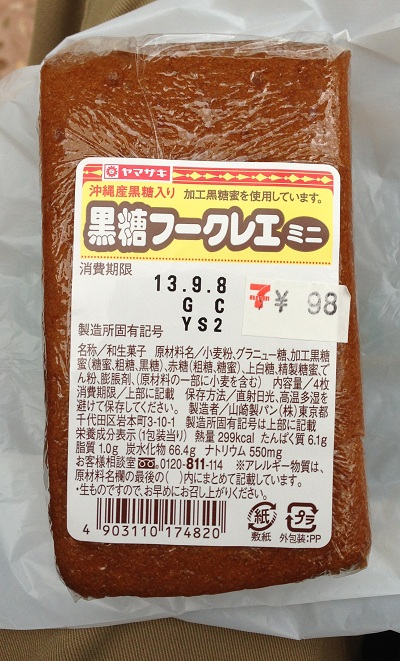 ヤマザキ
沖縄産黒糖入り 加工黒糖蜜を使用しています。
黒糖フークレエ ミニ
消費期限
13.9.8
G C
YS2
7 ELEVEN ¥ 98
製造所固有記号
名称/和生菓子 原材料名/小麦粉、グラニュー糖、加工黒糖
蜜(糖蜜、粗糖、黒糖)、赤糖(粗糖、糖蜜)、上白糖、精製糖蜜、で
ん粉、膨脹剤、(原材料の一部に小麦を含む) 内容量/4枚
消費期限/上部に記載 保存方法/直射日光、高温多湿を
避けて保存してください。 製造者/山崎製パン(株)東京都
千代田区岩本町3-10-1 製造所固有記号は上部に記載
栄養成分表示(1包装当り) 熱量 299kcal たんぱく質 6.1g
脂質 1.0g 炭水化物 66.4g ナトリウム 550mg
お客様相談室 0120-811-114 ※アレルギー物質は、
原材料名欄の最後の( )内にまとめて記載しています。
・生ものですので、お早めにお召し上がりください。
4903110174820
紙
敷紙
プラ
外包装:PP